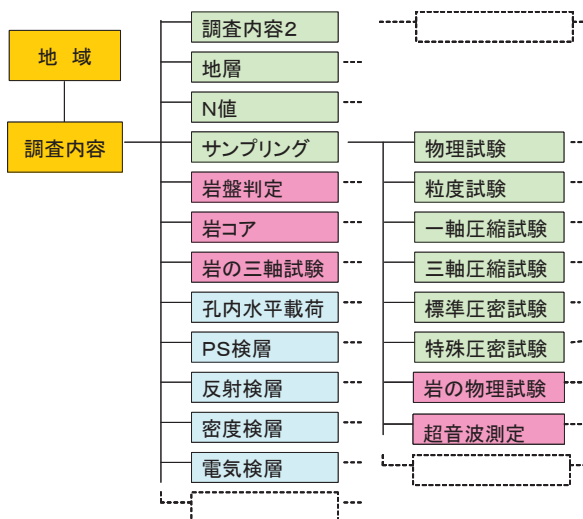 地 域
調査内容
調査内容2
地層
N値
サンプリング
岩盤判定
岩コア
岩の三軸試験
孔内水平載荷
PS検層
反射検層
密度検層
電気検層
物理試験
粒度試験
一軸圧縮試験
三軸圧縮試験
標準圧密試験
特殊圧密試験
岩の物理試験
超音波測定